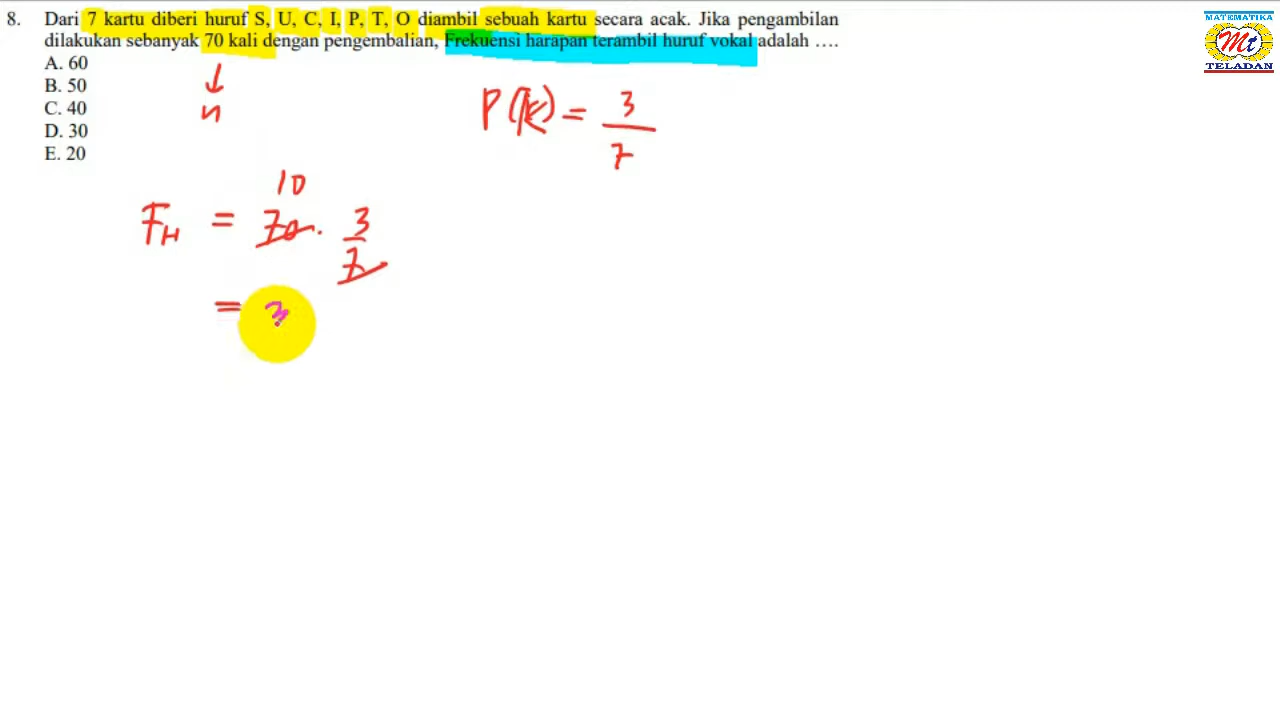 8. Dari 7 kartu diberi huruf S, U, C, I, P, T, O diambil sebuah kartu secara acak. Jika pengambilan
dilakukan sebanyak 70 kali dengan pengembalian, Frekuensi harapan terambil huruf vokal adalah ….
A. 60
B. 50
C. 40
D. 30
E. 20
n
P(K) = 3/7
10
FH = 70 . 3/7
= 3
MATEMATIKA
Mt
TELADAN